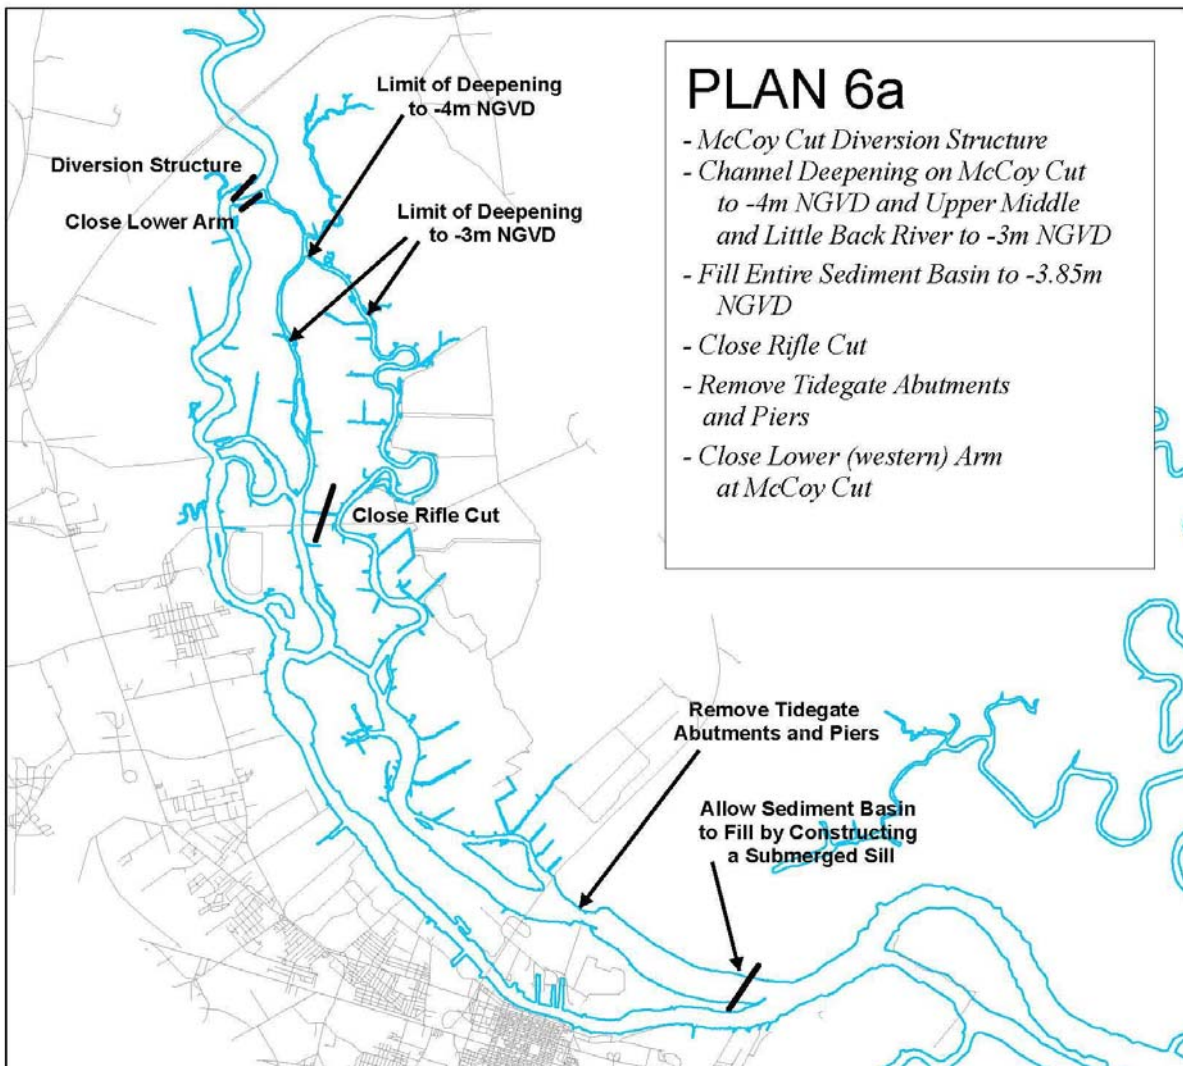 PLAN 6a
- McCoy Cut Diversion Structure
- Channel Deepening on McCoy Cut
to -4m NGVD and Upper Middle
and Little Back River to -3m NGVD
- Fill Entire Sediment Basin to -3.85m
NGVD
- Close Rifle Cut
- Remove Tidegate Abutments
and Piers
- Close Lower (western) Arm
at McCoy Cut
Limit of Deepening
to -4m NGVD
Diversion Structure
Close Lower Arm
Limit of Deepening
to -3m NGVD
Close Rifle Cut
Remove Tidegate
Abutments and Piers
Allow Sediment Basin
to Fill by Constructing
a Submerged Sill